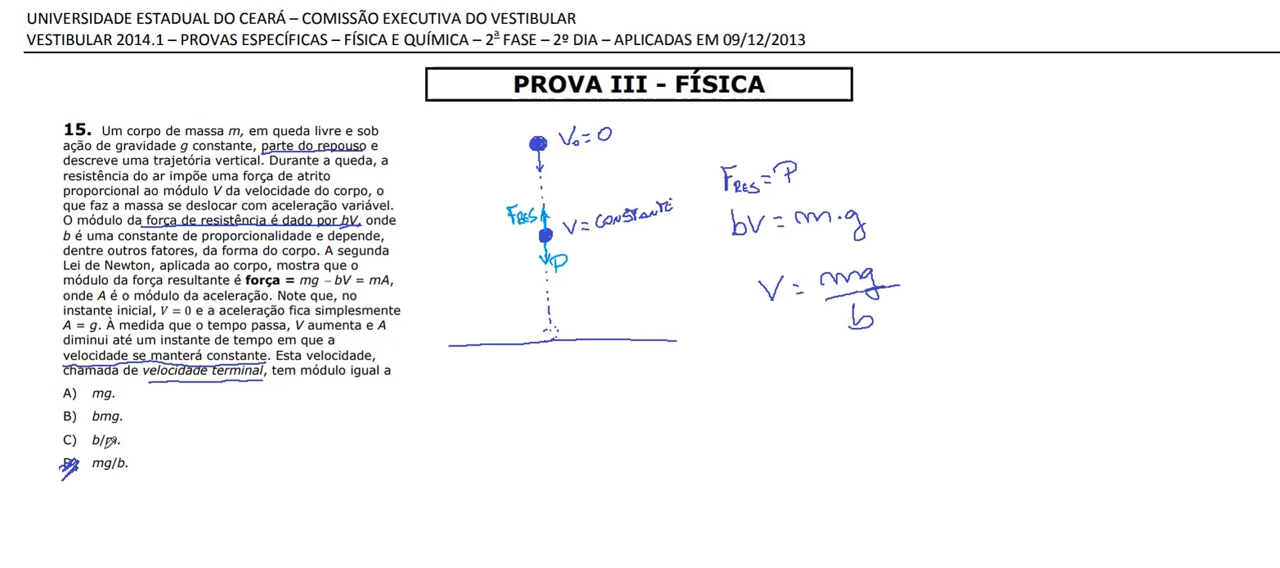 UNIVERSIDADE ESTADUAL DO CEARÁ – COMISSÃO EXECUTIVA DO VESTIBULAR
VESTIBULAR 2014.1 – PROVAS ESPECÍFICAS – FÍSICA E QUÍMICA – 2ª FASE – 2º DIA – APLICADAS EM 09/12/2013
PROVA III - FÍSICA
15. Um corpo de massa m, em queda livre e sob
ação de gravidade g constante, parte do repouso e
descreve uma trajetória vertical. Durante a queda, a
resistência do ar impõe uma força de atrito
proporcional ao módulo V da velocidade do corpo, o
que faz a massa se deslocar com aceleração variável.
O módulo da força de resistência é dado por bV, onde
b é uma constante de proporcionalidade e depende,
dentre outros fatores, da forma do corpo. A segunda
Lei de Newton, aplicada ao corpo, mostra que o
módulo da força resultante é força = mg – bV = mA,
onde A é o módulo da aceleração. Note que, no
instante inicial, V = 0 e a aceleração fica simplesmente
A = g. À medida que o tempo passa, V aumenta e A
diminui até um instante de tempo em que a
velocidade se manterá constante. Esta velocidade,
chamada de velocidade terminal, tem módulo igual a
A) mg.
B) bmg.
C)
mg/b.
V₀=0
FRES
V=CONSTANTE
P
FRES=P
bV=m.g
V= mg
b